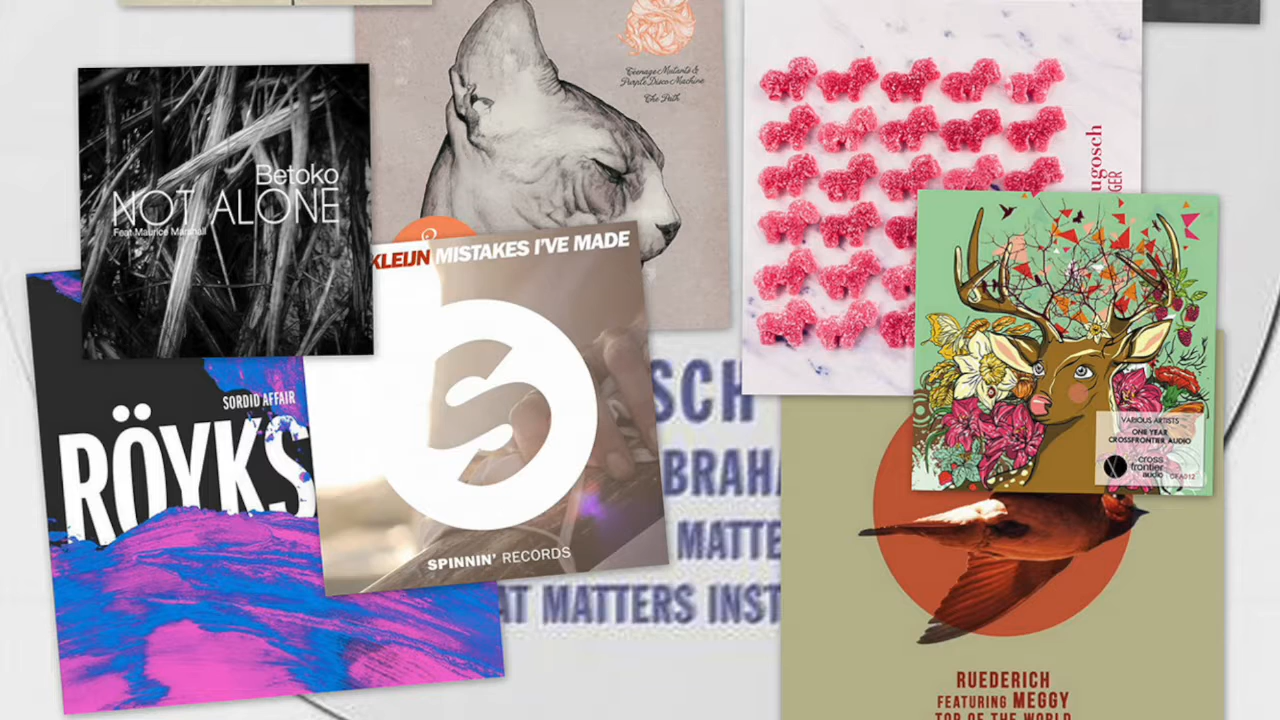 Teenage Mutants &
Purple Disco Machine
The Path
Betoko
NOT ALONE
Feat Maurice Marshall
ugosch
GER
KLEIJN MISTAKES I'VE MADE
SPINNIN' RECORDS
SORDID AFFAIR
RÖYKS
SCH
BRAHA
MATTE
AT MATTERS INST
VARIOUS ARTISTS
ONE YEAR
CROSSFRONTIER AUDIO
cross
frontier
audio
CFA012
RUEDERICH
FEATURING MEGGY
TOP OF THE WORLD